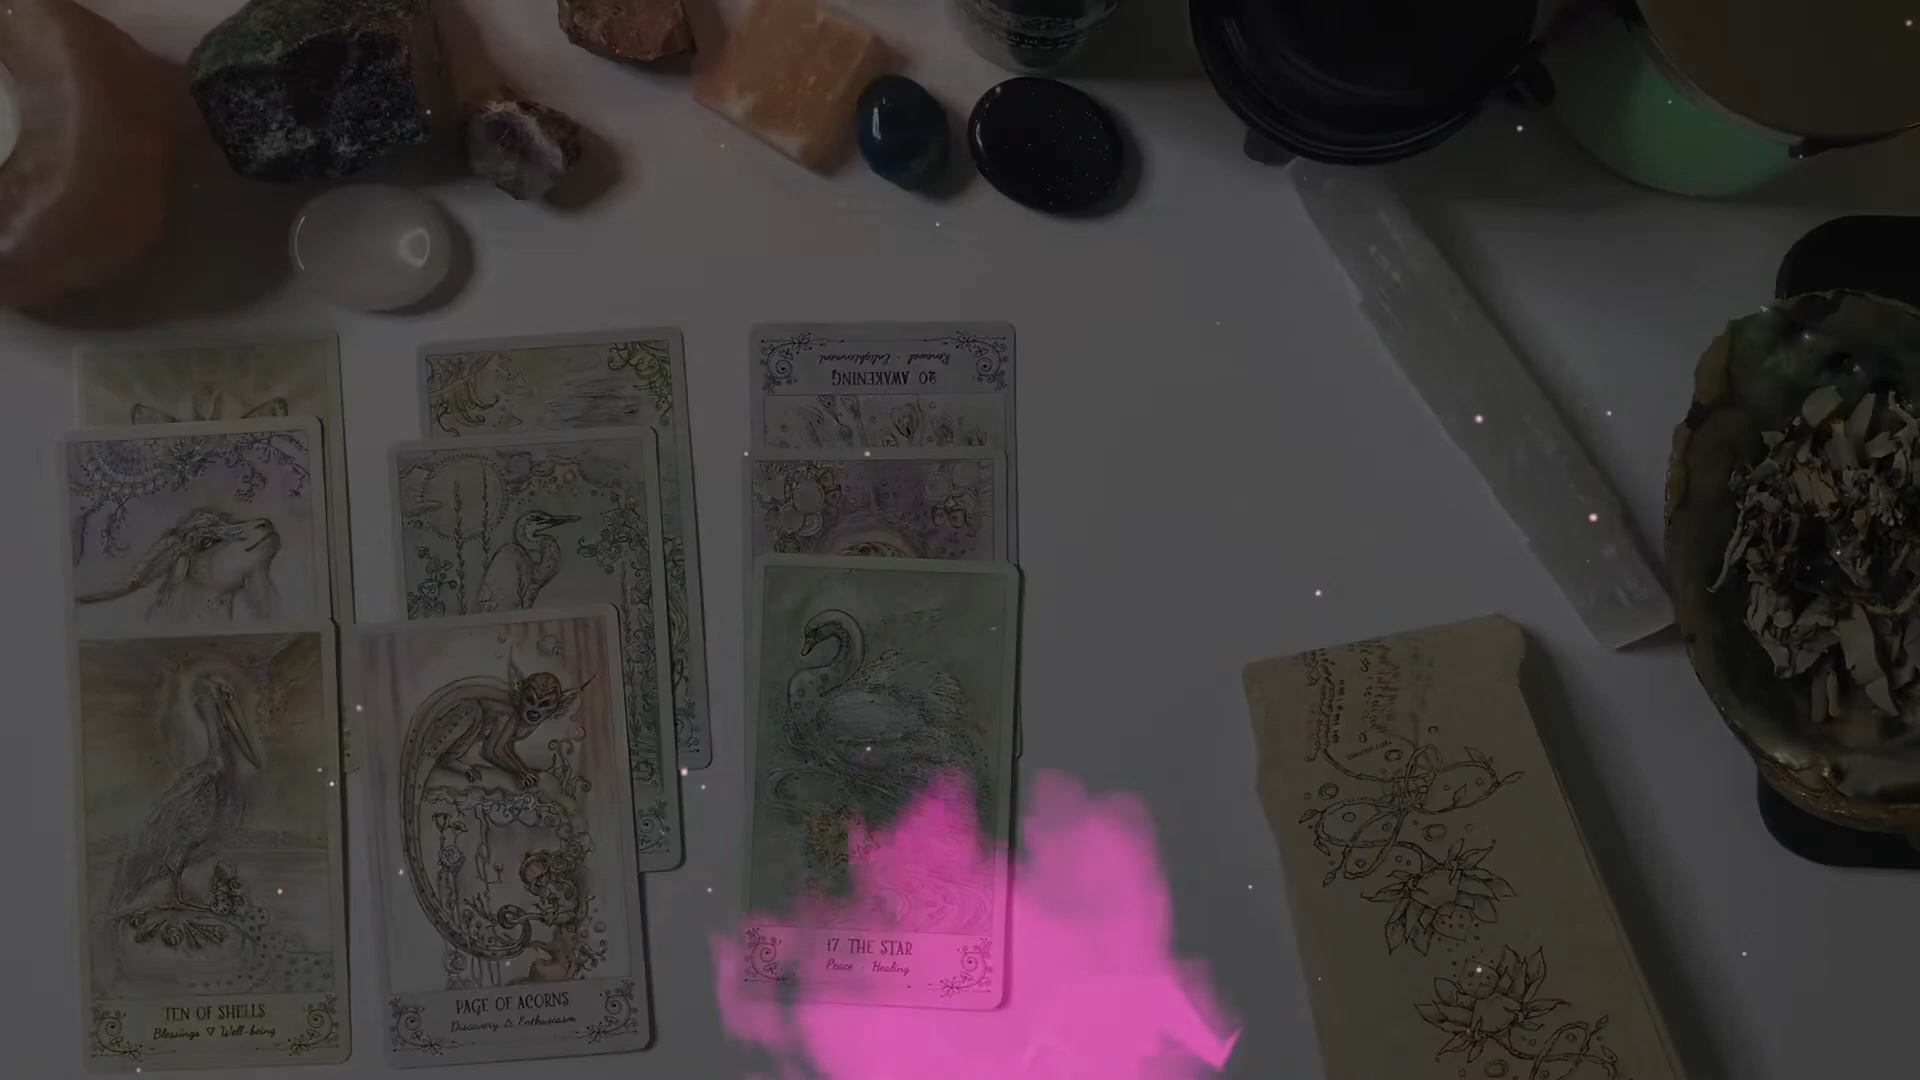 Renewal · Enlightenment
20. AWAKENING
17. THE STAR
Peace · Healing
TEN OF SHELLS
Blessings ▽ Well-being
PAGE OF ACORNS
Discovery & Enthusiasm